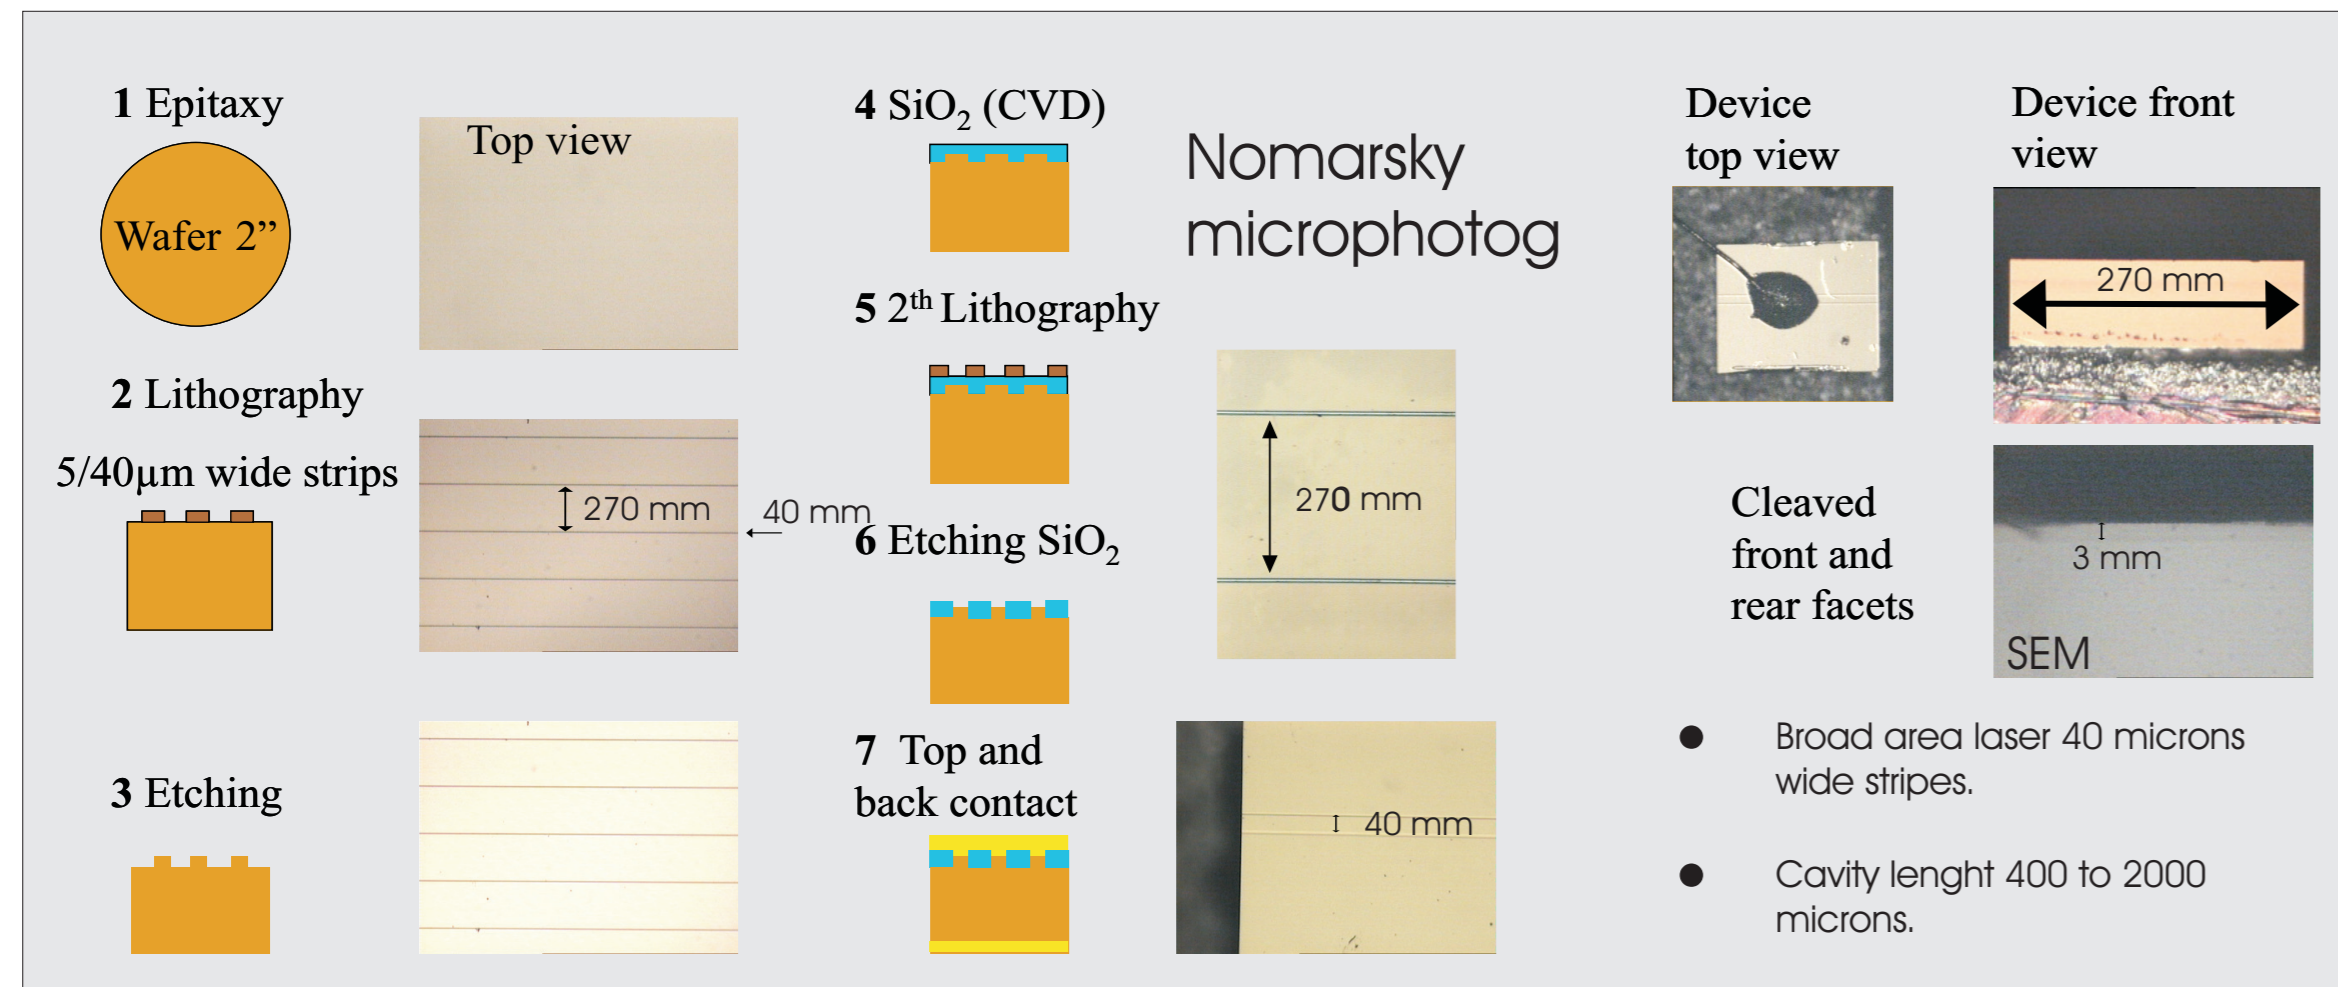 1 Epitaxy
Wafer 2”
Top view
2 Lithography
5/40µm wide strips
270 mm
40 mm
3 Etching
4 SiO2 (CVD)
5 2th Lithography
6 Etching SiO2
7 Top and
back contact
Nomarsky
microphotog
270 mm
40 mm
Device
top view
Device front
view
270 mm
Cleaved
front and
rear facets
3 mm
SEM
● Broad area laser 40 microns
wide stripes.
● Cavity lenght 400 to 2000
microns.